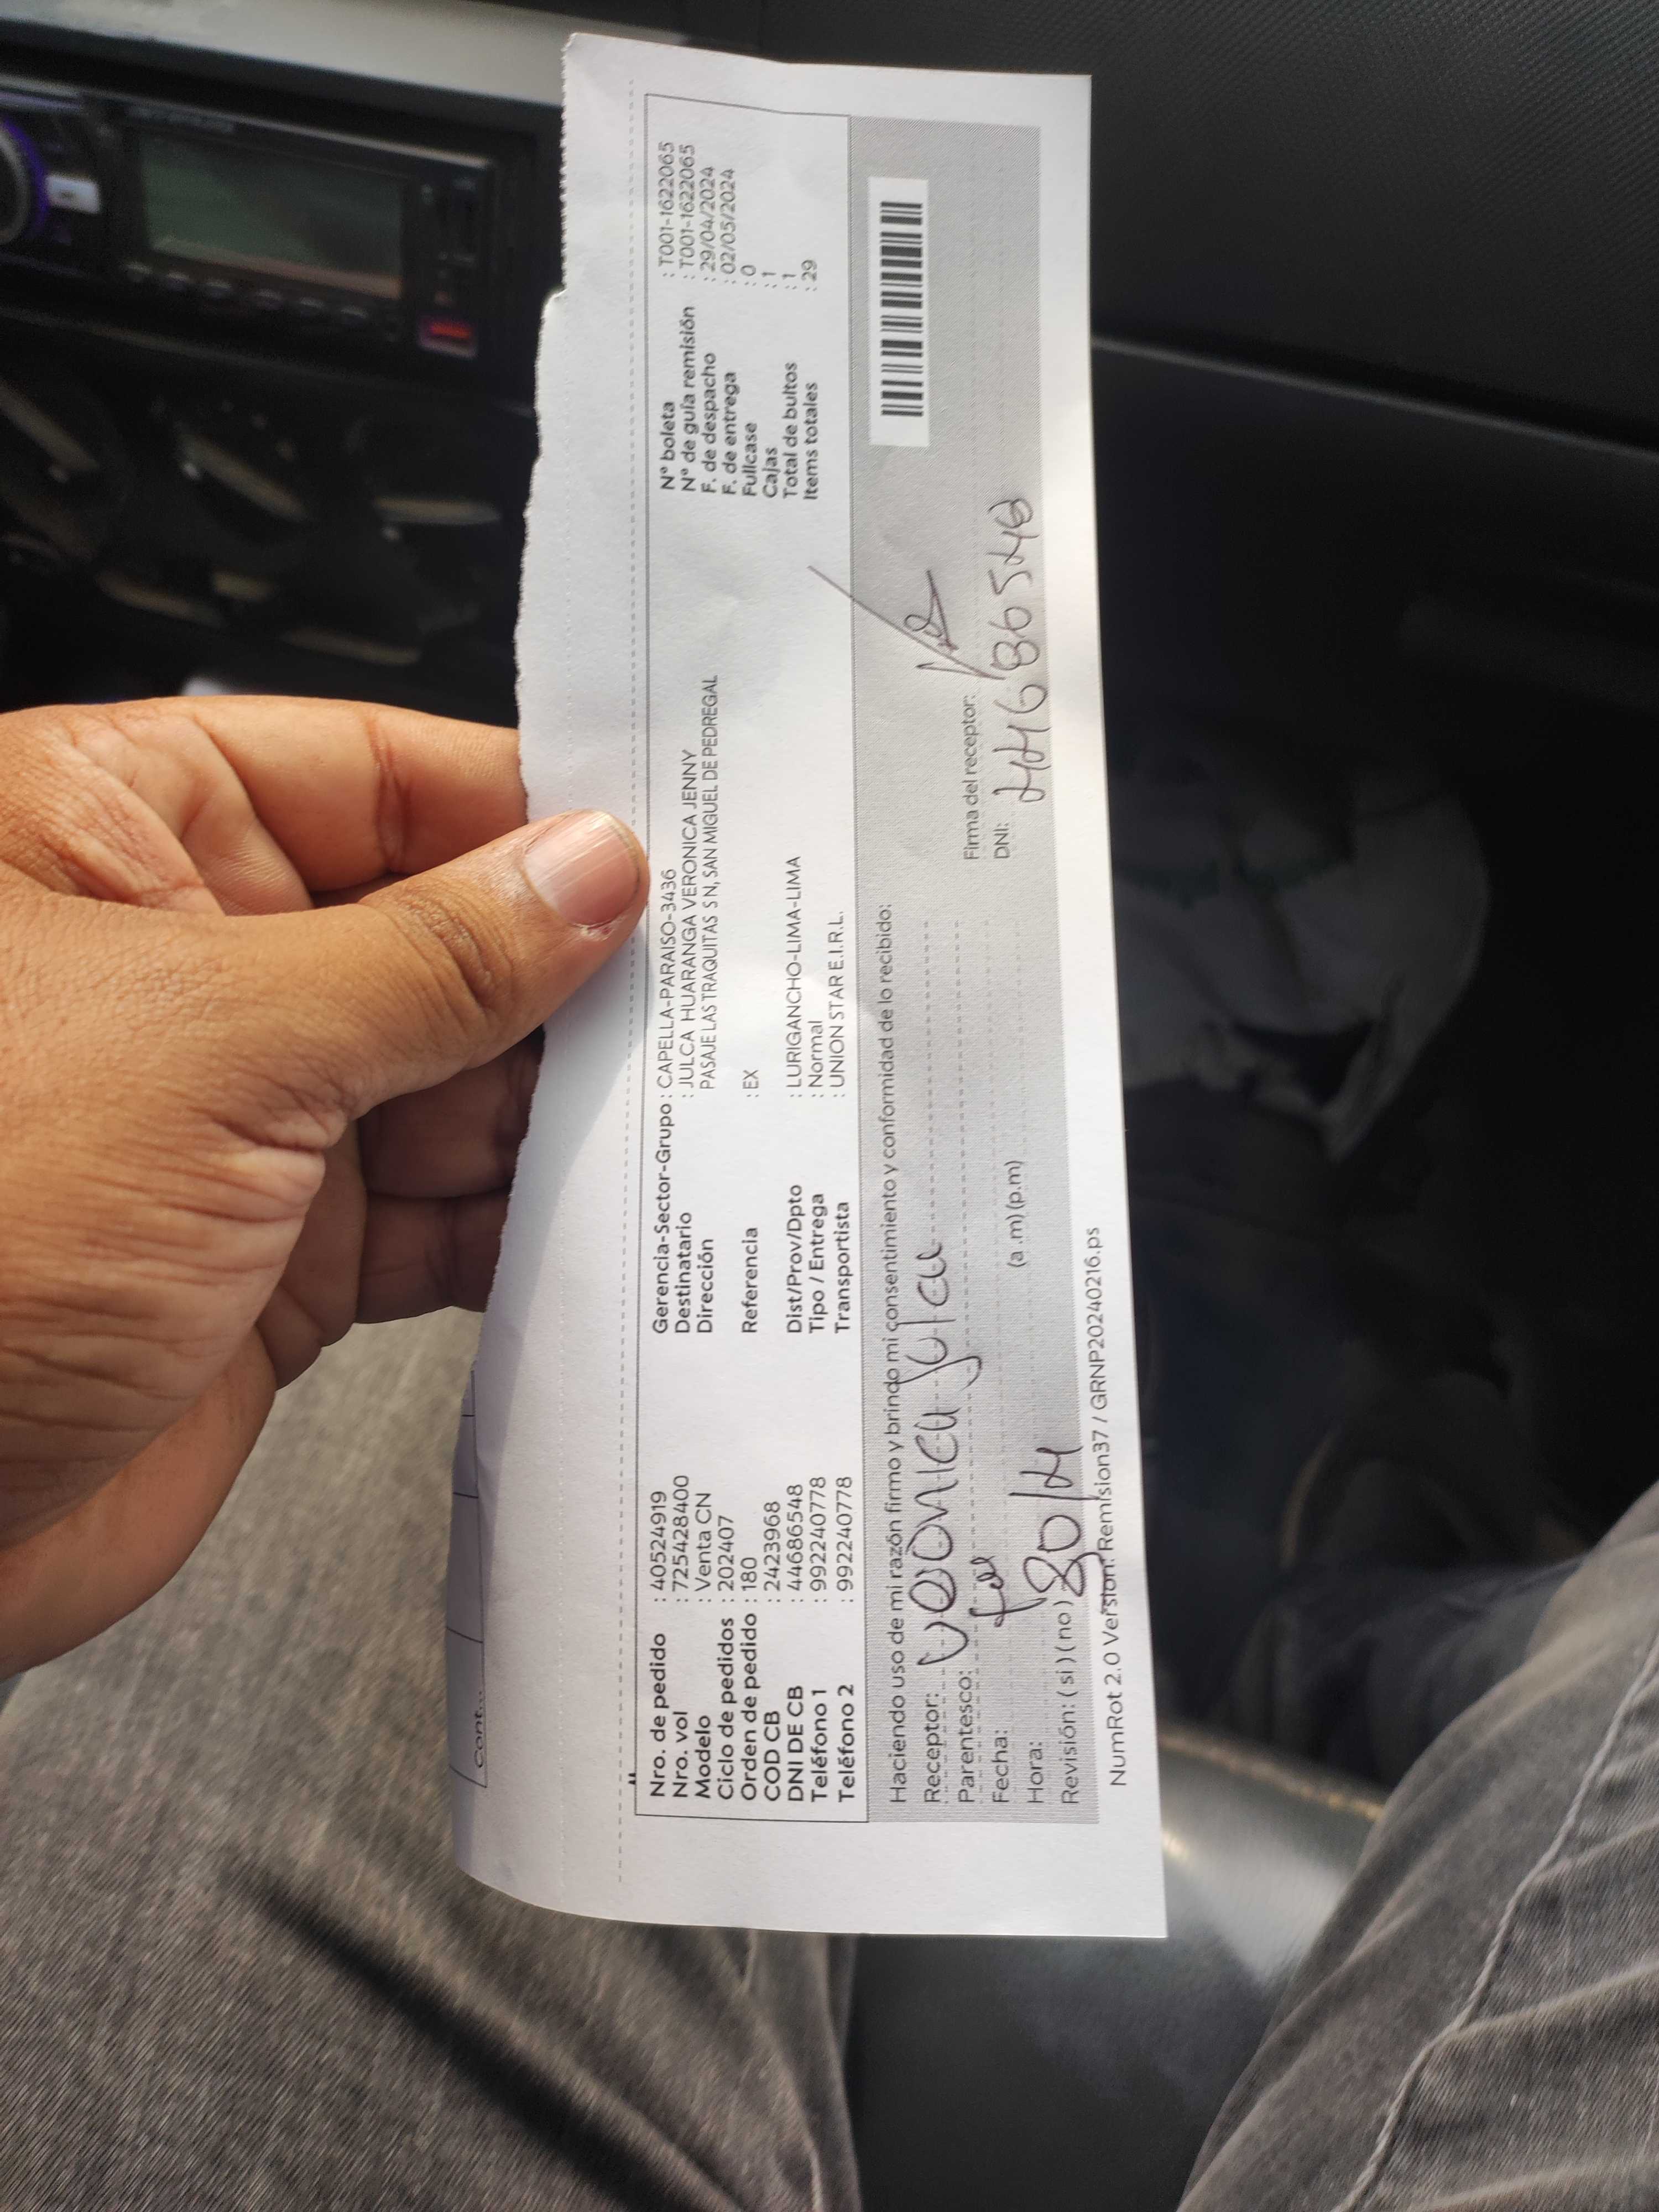 Cont...
Nro. de pedido : 40524919
Nro. vol : 725428400
Modelo : Venta CN
Ciclo de pedidos : 202407
Orden de pedido : 180
COD CB : 2423968
DNI DE CB : 44686548
Teléfono 1 : 992240778
Teléfono 2 : 992240778
Gerencia-Sector-Grupo : CAPELLA-PARAISO-3436
Destinatario : JULCA HUARANGA VERONICA JENNY
Dirección PASAJE LAS TRAQUITAS S N, SAN MIGUEL DE PEDREGAL
Referencia : EX
Dist/Prov/Dpto : LURIGANCHO-LIMA-LIMA
Tipo / Entrega : Normal
Transportista : UNION STAR E.I.R.L.
N° boleta : T001-1622065
N° de guía remisión : T001-1622065
F. de despacho : 29/04/2024
F. de entrega : 02/05/2024
Fullcase : 0
Cajas : 1
Total de bultos : 1
Items totales : 29
Haciendo uso de mi razón firmo y brindo mi consentimiento y conformidad de lo recibido:
Receptor: Veronica Julca
Parentesco:
Fecha: 30/4
Hora: (a .m) (p.m)
Revisión: ( si ) ( no )
Firma del receptor:
DNI: 44686548
NumRot 2.0 Version: Remision37 / GRNP20240216.ps